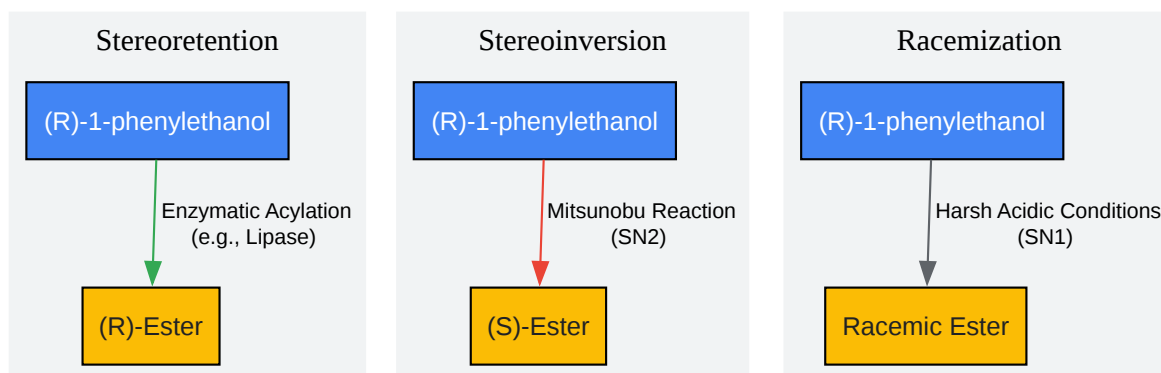 Stereoretention
(R)-1-phenylethanol
Enzymatic Acylation
(e.g., Lipase)
(R)-Ester
Stereoinversion
(R)-1-phenylethanol
Mitsunobu Reaction
(SN2)
(S)-Ester
Racemization
(R)-1-phenylethanol
Harsh Acidic Conditions
(SN1)
Racemic Ester